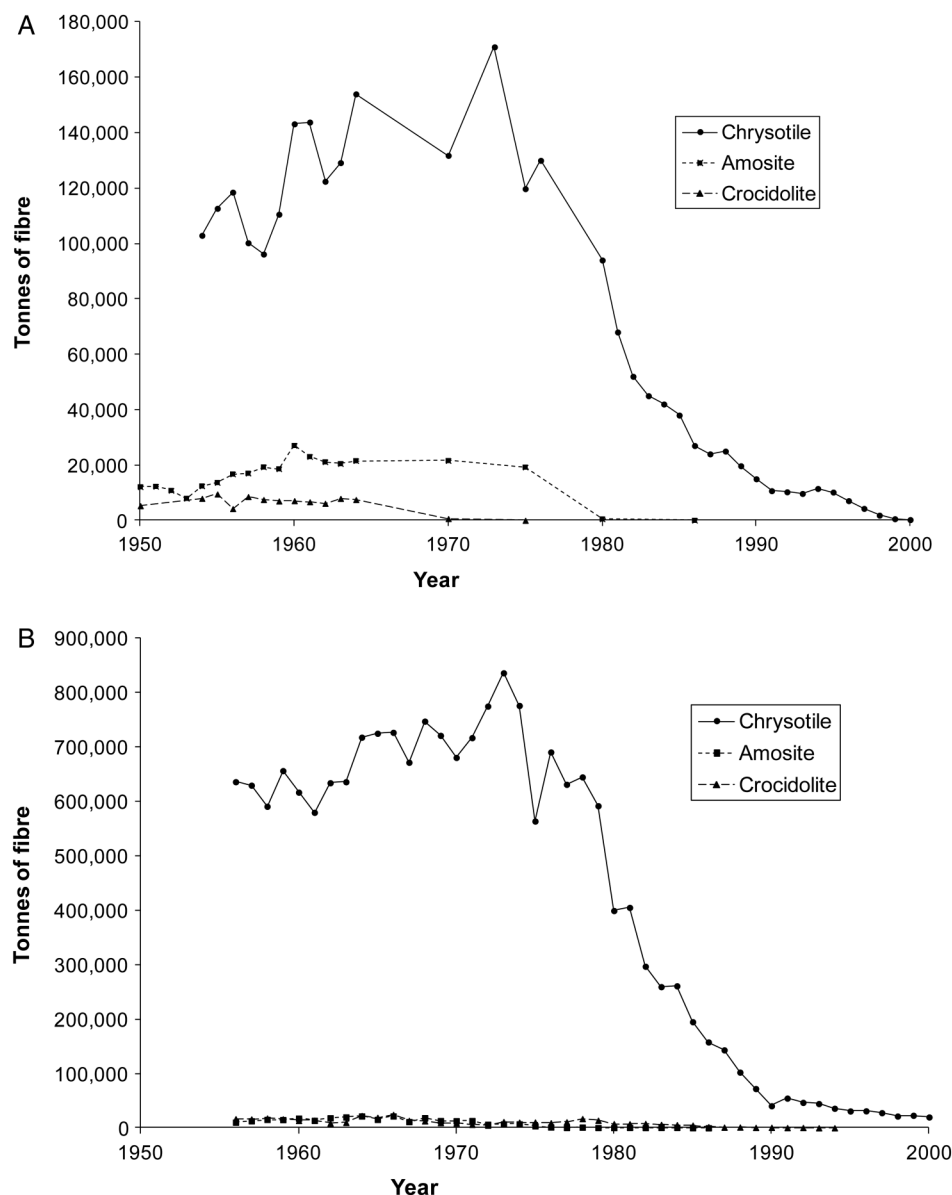 A
180,000
160,000
140,000
120,000
100,000
80,000
60,000
40,000
20,000
0
Tonnes of fibre
Chrysotile
Amosite
Crocidolite
1950 1960 1970 1980 1990 2000
Year
B
900,000
800,000
700,000
600,000
500,000
400,000
300,000
200,000
100,000
0
Tonnes of fibre
Chrysotile
Amosite
Crocidolite
1950 1960 1970 1980 1990 2000
Year